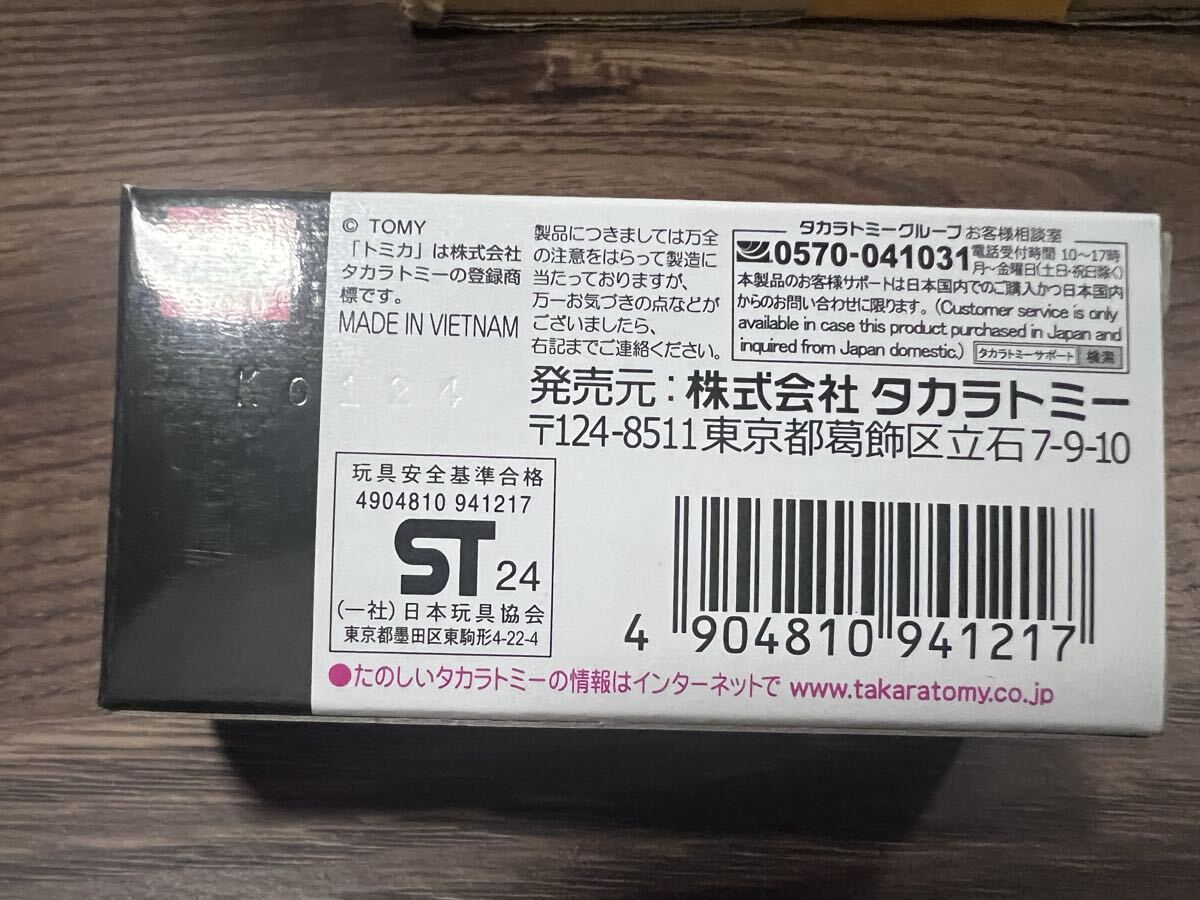 © TOMY
「トミカ」は株式会社
タカラトミーの登録商
標です。
MADE IN VIETNAM
K0124
製品につきましては万全
の注意をはらって製造に
当たっておりますが、
万一お気づきの点などが
ございましたら、
右記までご連絡ください。
タカラトミーグループ お客様相談室
0570-041031
電話受付時間 10〜17時
月〜金曜日(土日・祝日除く)
本製品のお客様サポートは日本国内でのご購入かつ日本国内
からのお問い合わせに限ります。(Customer service is only
available in case this product purchased in Japan and
inquired from Japan domestic.) タカラトミーサポート 検索
発売元:株式会社 タカラトミー
〒124-8511東京都葛飾区立石7-9-10
玩具安全基準合格
4904810 941217
ST 24
(一社)日本玩具協会
東京都墨田区東駒形4-22-4
4 904810 941217
●たのしいタカラトミーの情報はインターネットで www.takaratomy.co.jp